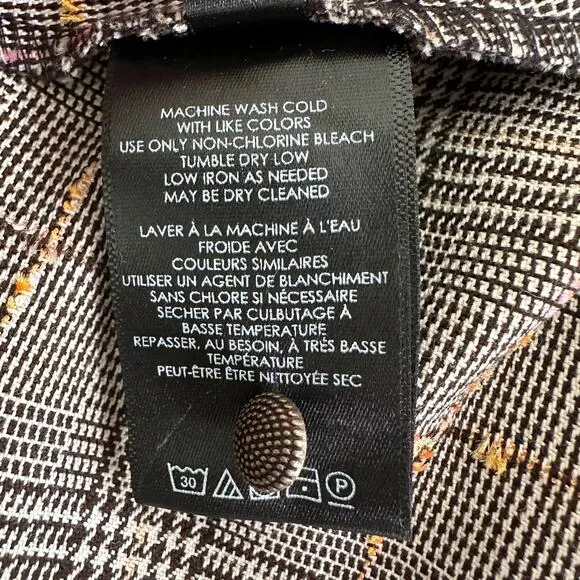 MACHINE WASH COLD
WITH LIKE COLORS
USE ONLY NON-CHLORINE BLEACH
TUMBLE DRY LOW
LOW IRON AS NEEDED
MAY BE DRY CLEANED
LAVER À LA MACHINE À L'EAU
FROIDE AVEC
COULEURS SIMILAIRES
UTILISER UN AGENT DE BLANCHIMENT
SANS CHLORE SI NÉCESSAIRE
SECHER PAR CULBUTAGE À
BASSE TEMPERATURE
REPASSER, AU BESOIN, À TRÉS BASSE
TEMPÉRATURE
PEUT-ÊTRE ÊTRE NETTOYÉE SEC
30 P